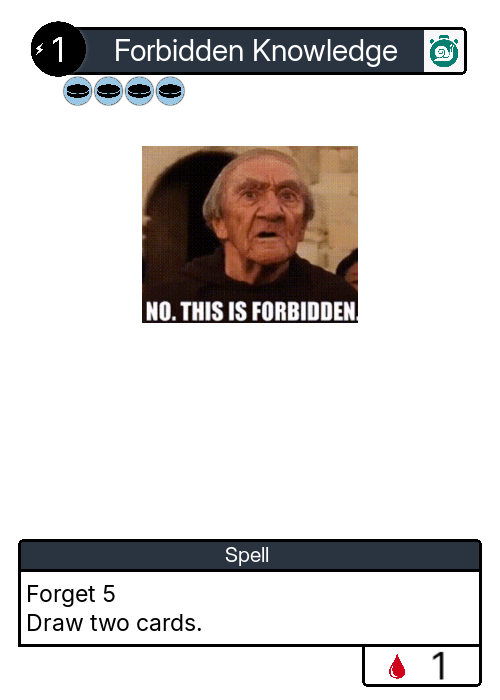 1 Forbidden Knowledge
NO. THIS IS FORBIDDEN.
Spell
Forget 5
Draw two cards.
1